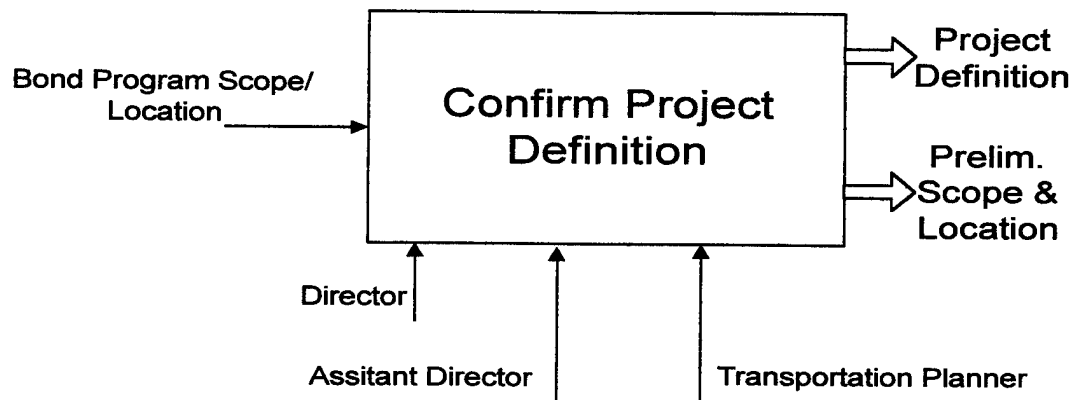 Project
Definition
Bond Program Scope/
Location
Confirm Project
Definition
Prelim.
Scope &
Location
Director
Assitant Director
Transportation Planner